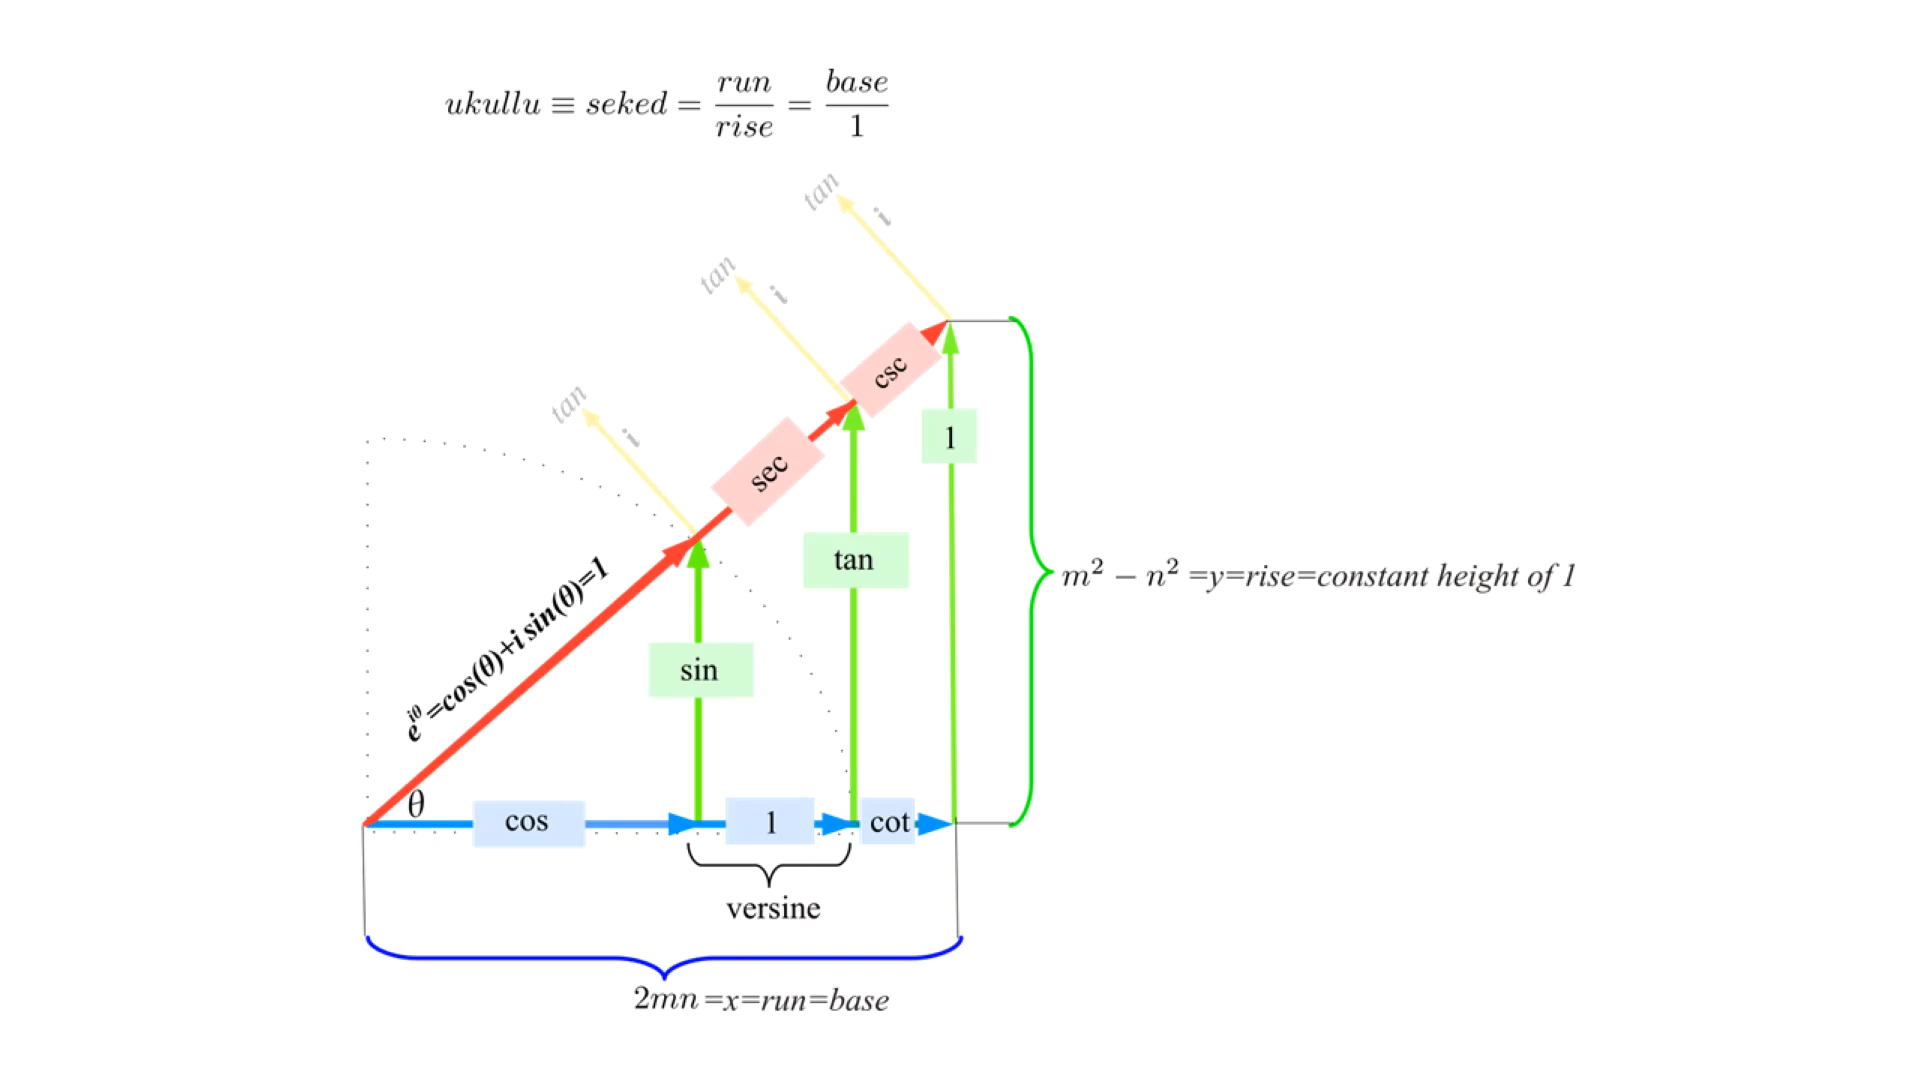 ukullu ≡ seked = run/rise = base/1
tan
i
tan
i
tan
i
csc
sec
1
tan
sin
e^{iθ}=cos(θ)+i sin(θ)=1
m² − n² =y=rise=constant height of 1
θ
cos
1
cot
versine
2mn =x=run=base